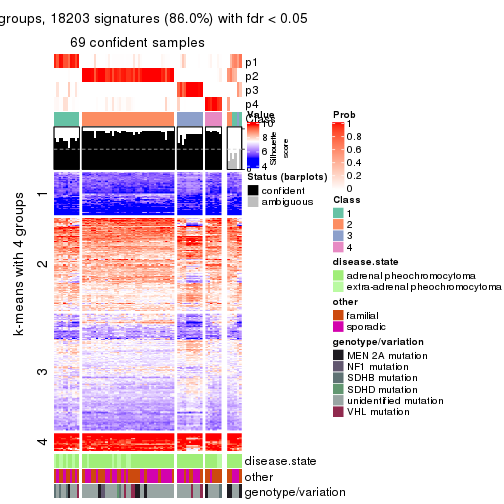 groups, 18203 signatures (86.0%) with fdr < 0.05
69 confident samples
p1
p2
p3
p4
Class
Silhouette score
k-means with 4 groups
1
2
3
4
disease.state
other
genotype/variation
Value
10
8
6
4
Status (barplots)
confident
ambiguous
Prob
1
0.8
0.6
0.4
0.2
0
Class
1
2
3
4
disease.state
adrenal pheochromocytoma
extra-adrenal pheochromocytoma
other
familial
sporadic
genotype/variation
MEN 2A mutation
NF1 mutation
SDHB mutation
SDHD mutation
unidentified mutation
VHL mutation